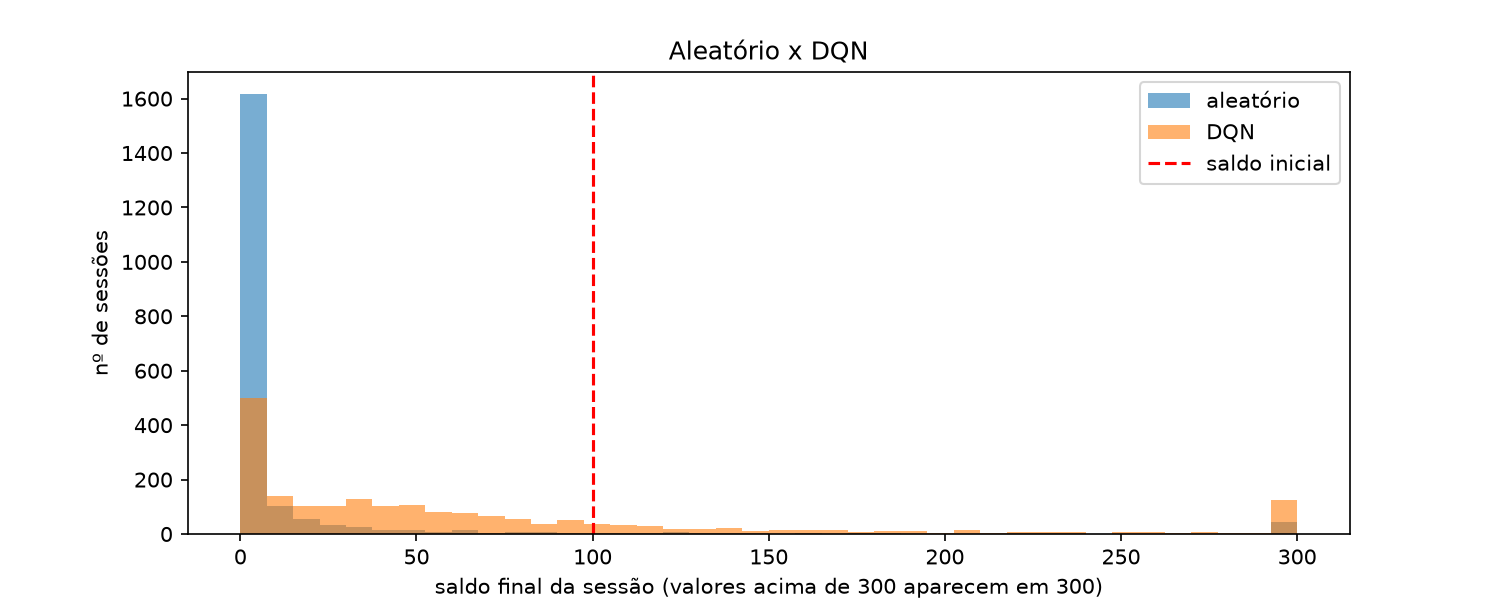 Aleatório x DQN
nº de sessões
1600
1400
1200
1000
800
600
400
200
0
aleatório
DQN
saldo inicial
0 50 100 150 200 250 300
saldo final da sessão (valores acima de 300 aparecem em 300)